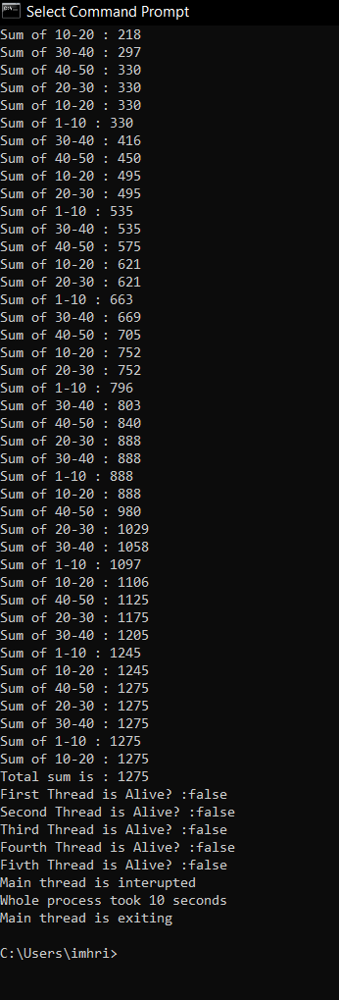 Select Command Prompt
Sum of 10-20 : 218
Sum of 30-40 : 297
Sum of 40-50 : 330
Sum of 20-30 : 330
Sum of 10-20 : 330
Sum of 1-10 : 330
Sum of 30-40 : 416
Sum of 40-50 : 450
Sum of 10-20 : 495
Sum of 20-30 : 495
Sum of 1-10 : 535
Sum of 30-40 : 535
Sum of 40-50 : 575
Sum of 10-20 : 621
Sum of 20-30 : 621
Sum of 1-10 : 663
Sum of 30-40 : 669
Sum of 40-50 : 705
Sum of 10-20 : 752
Sum of 20-30 : 752
Sum of 1-10 : 796
Sum of 30-40 : 803
Sum of 40-50 : 840
Sum of 20-30 : 888
Sum of 30-40 : 888
Sum of 1-10 : 888
Sum of 10-20 : 888
Sum of 40-50 : 980
Sum of 20-30 : 1029
Sum of 30-40 : 1058
Sum of 1-10 : 1097
Sum of 10-20 : 1106
Sum of 40-50 : 1125
Sum of 20-30 : 1175
Sum of 30-40 : 1205
Sum of 1-10 : 1245
Sum of 10-20 : 1245
Sum of 40-50 : 1275
Sum of 20-30 : 1275
Sum of 30-40 : 1275
Sum of 1-10 : 1275
Sum of 10-20 : 1275
Total sum is : 1275
First Thread is Alive? :false
Second Thread is Alive? :false
Third Thread is Alive? :false
Fourth Thread is Alive? :false
Fivth Thread is Alive? :false
Main thread is interupted
Whole process took 10 seconds
Main thread is exiting
C:\Users\imhri>